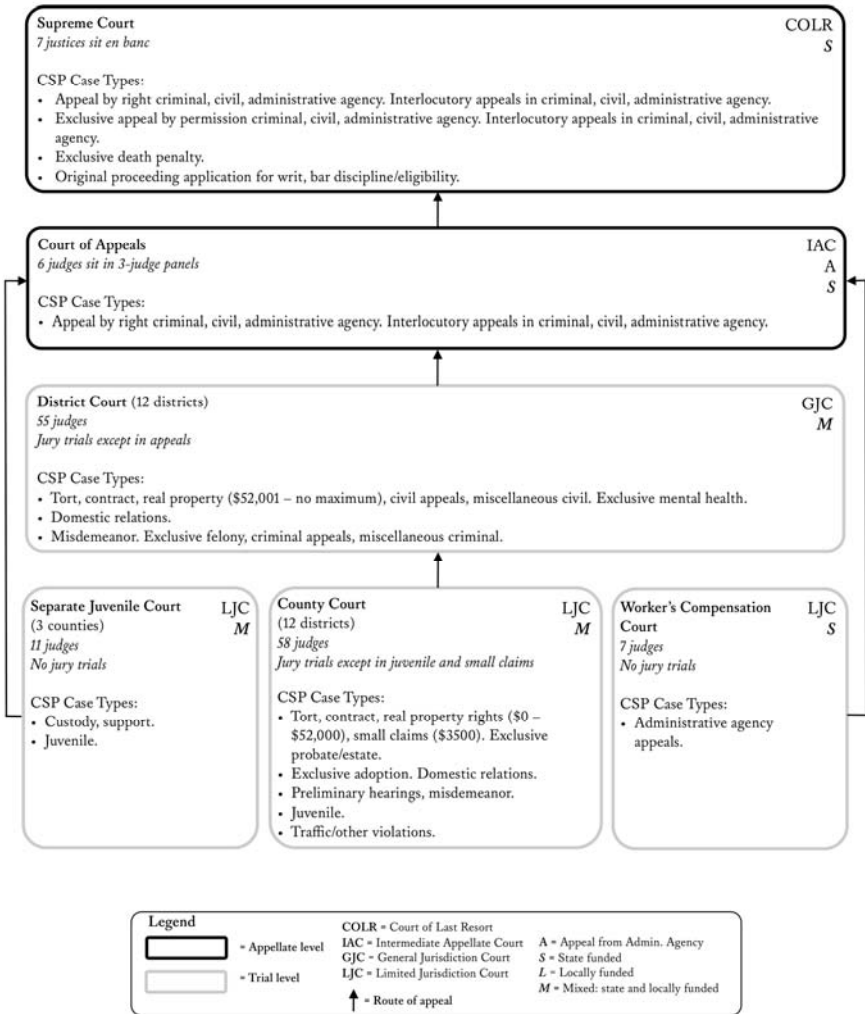 Supreme Court
COLR
7 justices sit en banc
S
CSP Case Types:
• Appeal by right criminal, civil, administrative agency. Interlocutory appeals in criminal, civil, administrative agency.
• Exclusive appeal by permission criminal, civil, administrative agency. Interlocutory appeals in criminal, civil, administrative
agency.
• Exclusive death penalty.
• Original proceeding application for writ, bar discipline/eligibility.
Court of Appeals
IAC
6 judges sit in 3-judge panels
A
S
CSP Case Types:
• Appeal by right criminal, civil, administrative agency. Interlocutory appeals in criminal, civil, administrative agency.
District Court (12 districts)
GJC
55 judges
M
Jury trials except in appeals
CSP Case Types:
• Tort, contract, real property ($52,001 – no maximum), civil appeals, miscellaneous civil. Exclusive mental health.
• Domestic relations.
• Misdemeanor. Exclusive felony, criminal appeals, miscellaneous criminal.
Separate Juvenile Court
LJC
(3 counties)
M
11 judges
No jury trials
CSP Case Types:
• Custody, support.
• Juvenile.
County Court
LJC
(12 districts)
M
58 judges
Jury trials except in juvenile and small claims
CSP Case Types:
• Tort, contract, real property rights ($0 –
$52,000), small claims ($3500). Exclusive
probate/estate.
• Exclusive adoption. Domestic relations.
• Preliminary hearings, misdemeanor.
• Juvenile.
• Traffic/other violations.
Worker's Compensation
LJC
Court
S
7 judges
No jury trials
CSP Case Types:
• Administrative agency
appeals.
Legend
= Appellate level
= Trial level
COLR = Court of Last Resort
IAC = Intermediate Appellate Court
GJC = General Jurisdiction Court
LJC = Limited Jurisdiction Court
= Route of appeal
A = Appeal from Admin. Agency
S = State funded
L = Locally funded
M = Mixed: state and locally funded